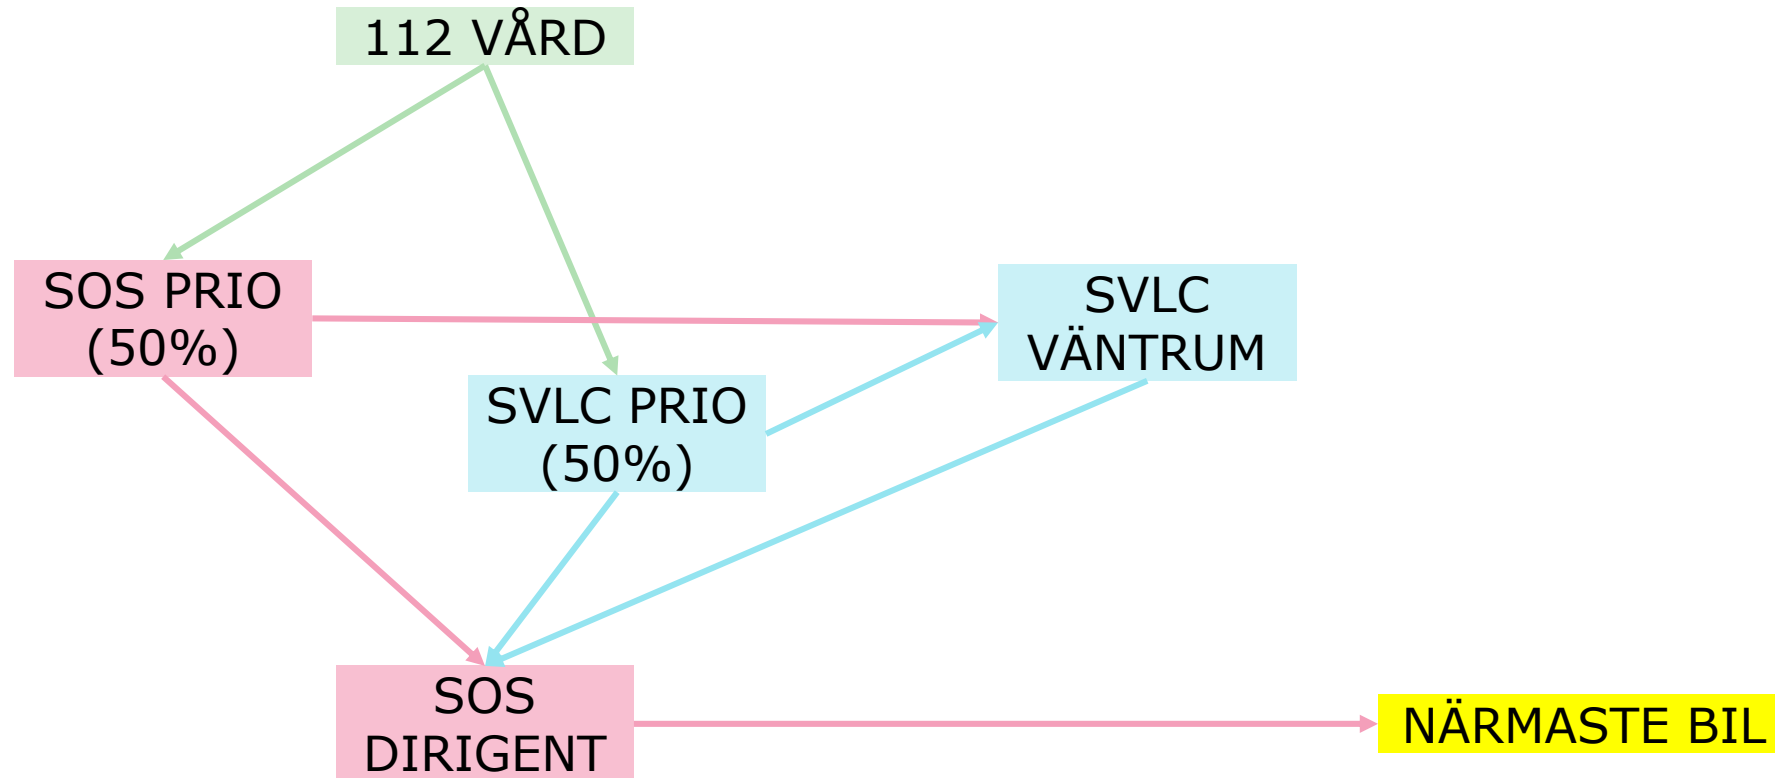 112 VÅRD
SOS PRIO
(50%)
SVLC
VÄNTRUM
SVLC PRIO
(50%)
SOS
DIRIGENT
NÄRMASTE BIL